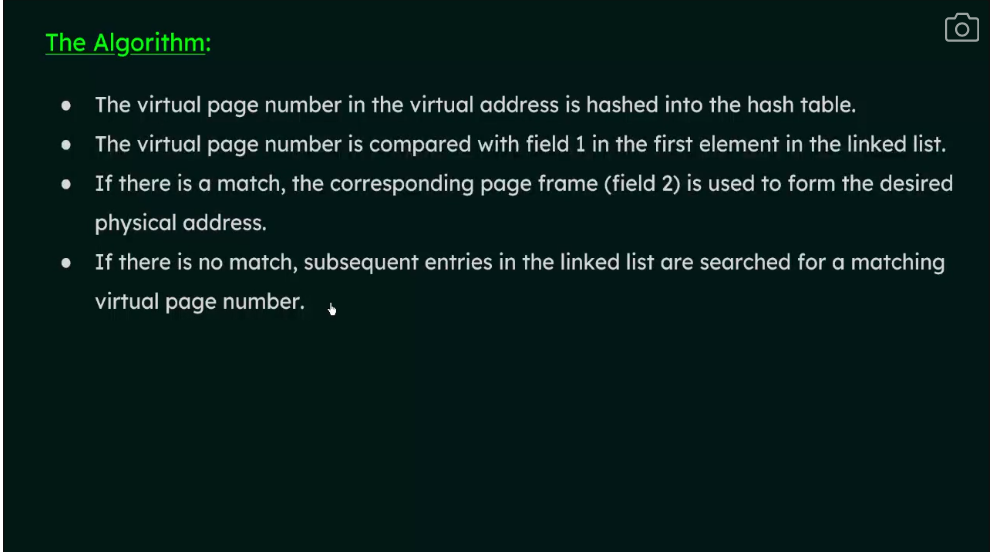 The Algorithm:
● The virtual page number in the virtual address is hashed into the hash table.
● The virtual page number is compared with field 1 in the first element in the linked list.
● If there is a match, the corresponding page frame (field 2) is used to form the desired
physical address.
● If there is no match, subsequent entries in the linked list are searched for a matching
virtual page number.